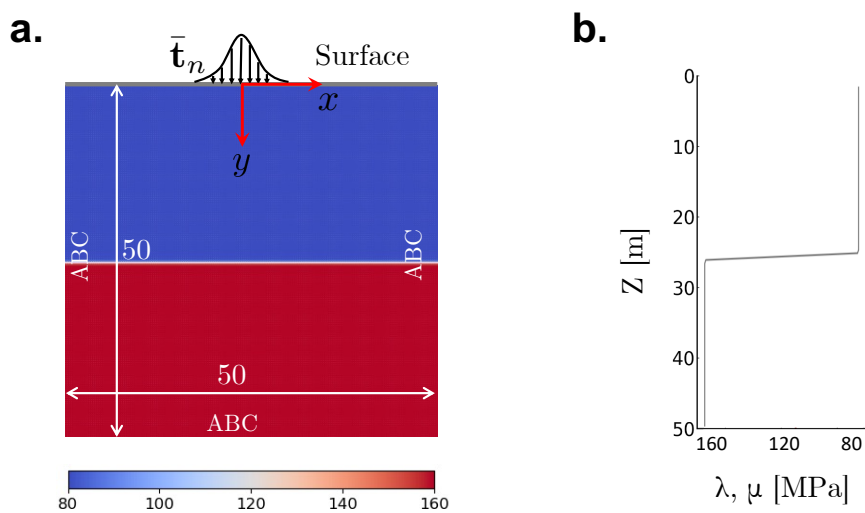 a.
t̄ₙ
Surface
x
y
ABC
50
ABC
50
ABC
80 100 120 140 160
b.
0
10
20
30
40
50
Z [m]
160 120 80
λ, μ [MPa]